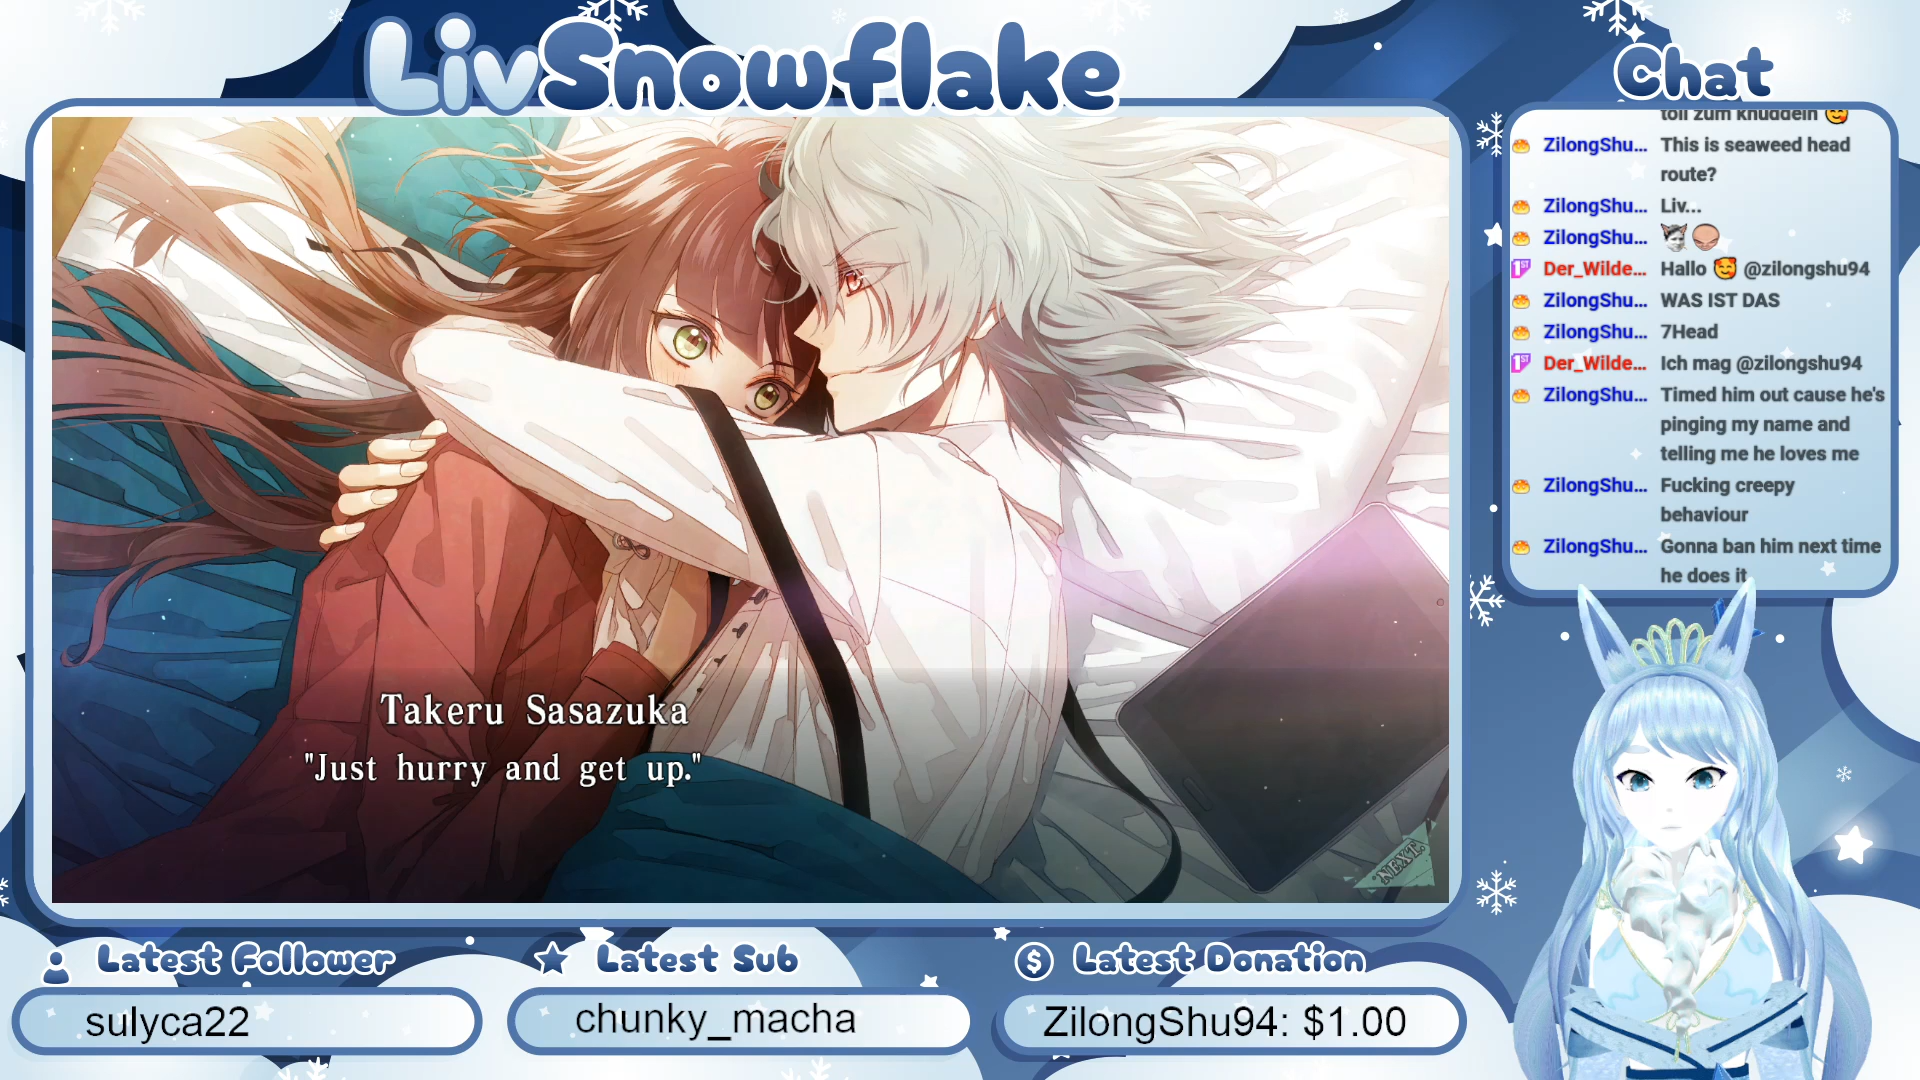 LivSnowflake
Chat
toll zum knuddeln
ZilongShu... This is seaweed head
route?
ZilongShu... Liv...
ZilongShu...
Der_Wilde... Hallo 🥰 @zilongshu94
ZilongShu... WAS IST DAS
ZilongShu... 7Head
Der_Wilde... Ich mag @zilongshu94
ZilongShu... Timed him out cause he's
pinging my name and
telling me he loves me
ZilongShu... Fucking creepy
behaviour
ZilongShu... Gonna ban him next time
he does it
Takeru Sasazuka
"Just hurry and get up."
NEXT.
Latest Follower
sulyca22
Latest Sub
chunky_macha
Latest Donation
ZilongShu94: $1.00